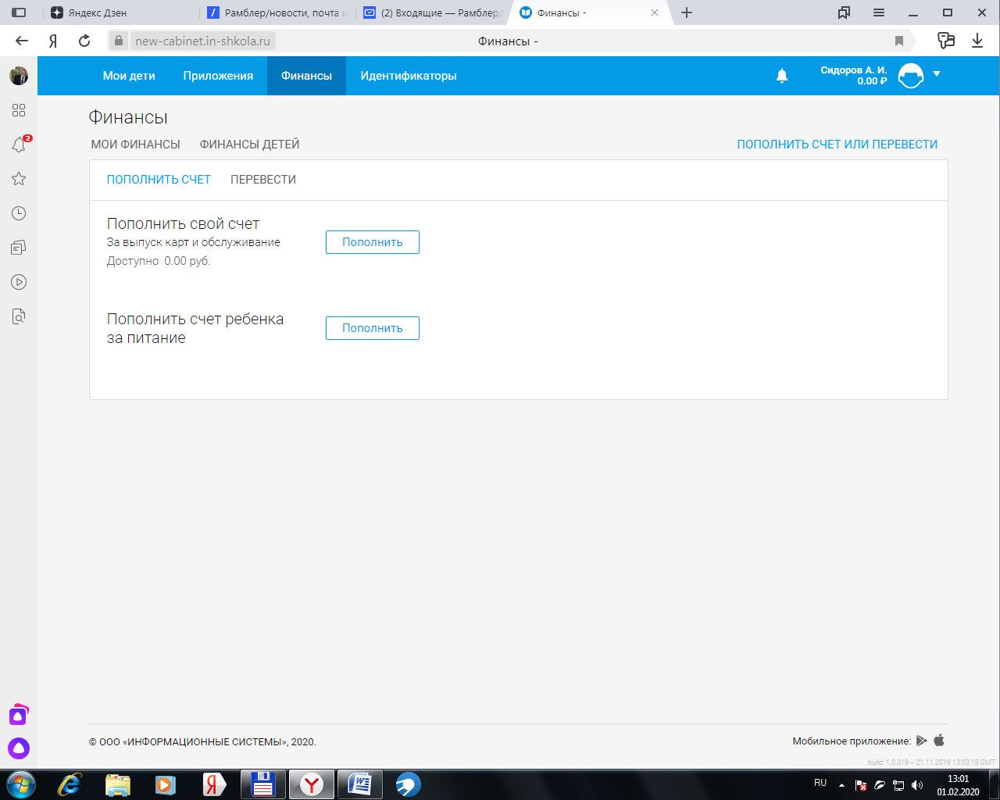 Яндекс Дзен
Рамблер/новости, почта и
(2) Входящие — Рамблер/
Финансы -
new-cabinet.in-shkola.ru
Финансы -
Мои дети
Приложения
Финансы
Идентификаторы
Сидоров А. И.
0.00 ₽
2
Финансы
МОИ ФИНАНСЫ
ФИНАНСЫ ДЕТЕЙ
ПОПОЛНИТЬ СЧЕТ ИЛИ ПЕРЕВЕСТИ
ПОПОЛНИТЬ СЧЕТ
ПЕРЕВЕСТИ
Пополнить свой счет
За выпуск карт и обслуживание
Доступно 0.00 руб.
Пополнить
Пополнить счет ребенка
за питание
Пополнить
© ООО «ИНФОРМАЦИОННЫЕ СИСТЕМЫ», 2020.
Мобильное приложение:
build: 1.0.319 – 21.11.2019 13:03:18 GMT
RU
13:01
01.02.2020